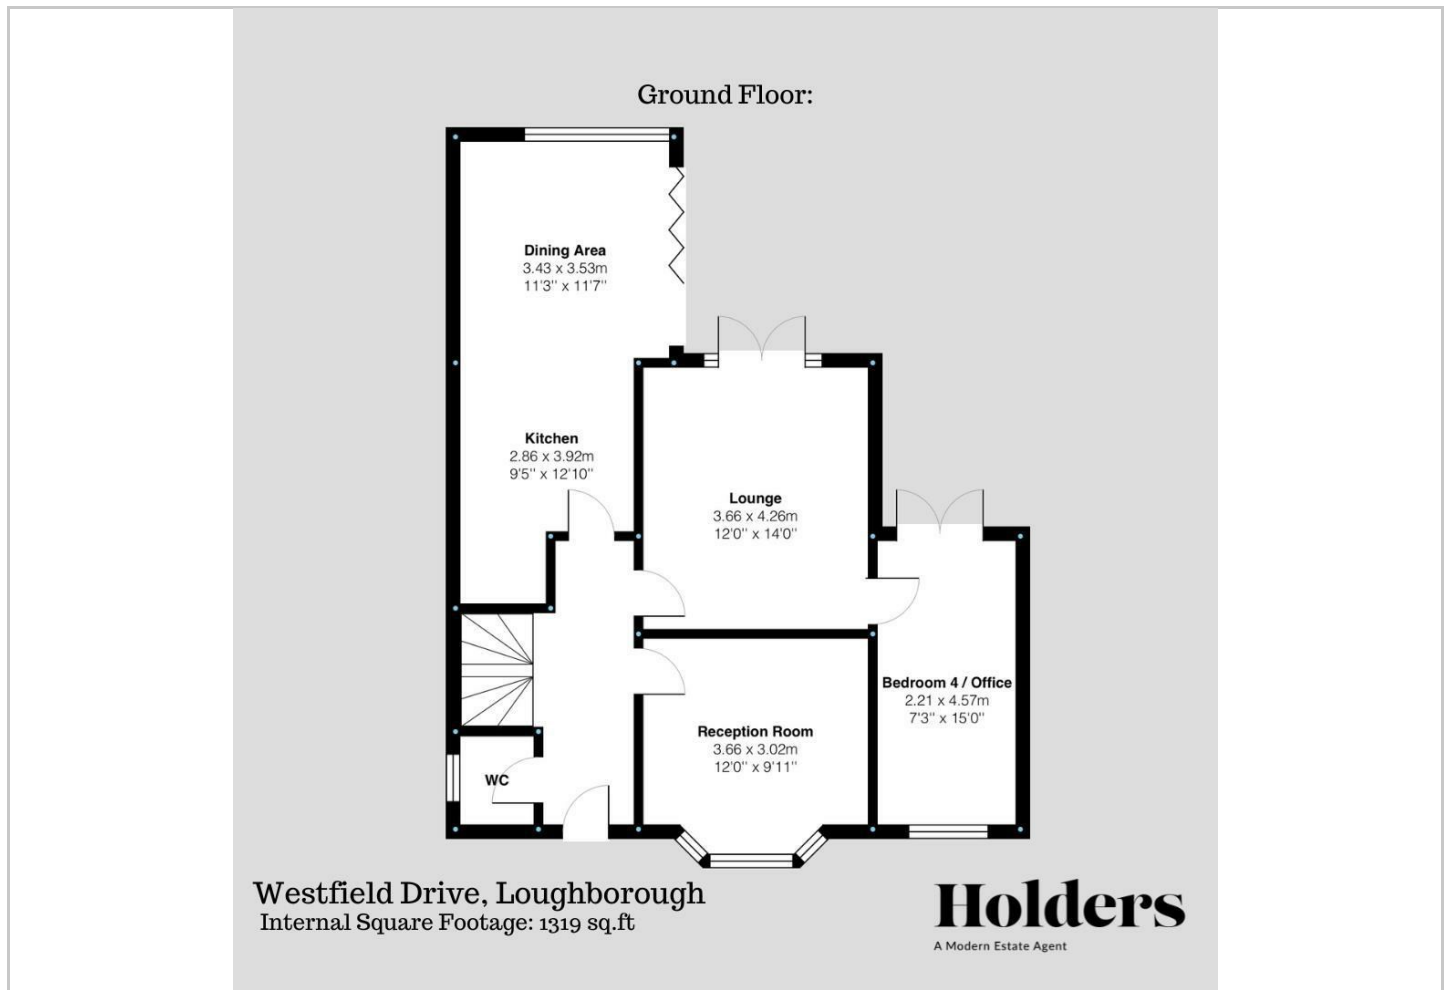 Ground Floor:
Dining Area
3.43 x 3.53m
11'3'' x 11'7''
Kitchen
2.86 x 3.92m
9'5'' x 12'10''
Lounge
3.66 x 4.26m
12'0'' x 14'0''
Bedroom 4 / Office
2.21 x 4.57m
7'3'' x 15'0''
Reception Room
3.66 x 3.02m
12'0'' x 9'11''
WC
Westfield Drive, Loughborough
Internal Square Footage: 1319 sq.ft
Holders
A Modern Estate Agent